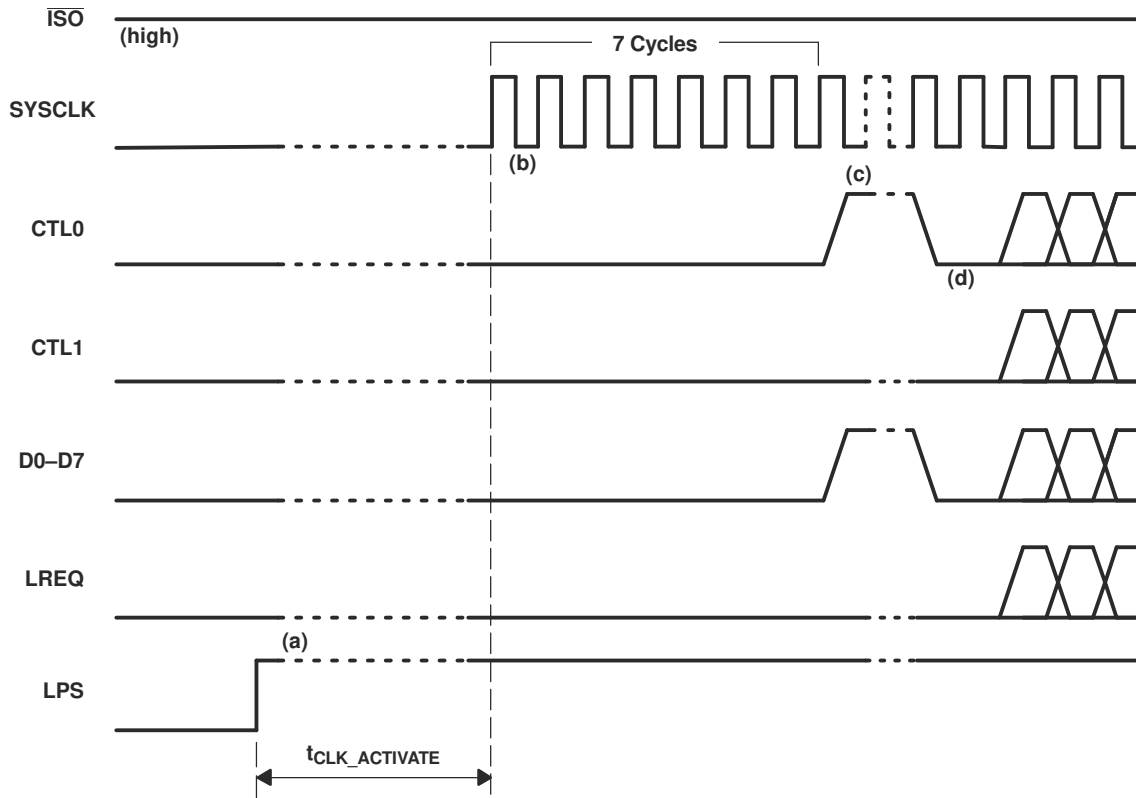 ISO
(high)
7 Cycles
SYSCLK
(b)
(c)
CTL0
(d)
CTL1
D0–D7
LREQ
(a)
LPS
tCLK_ACTIVATE